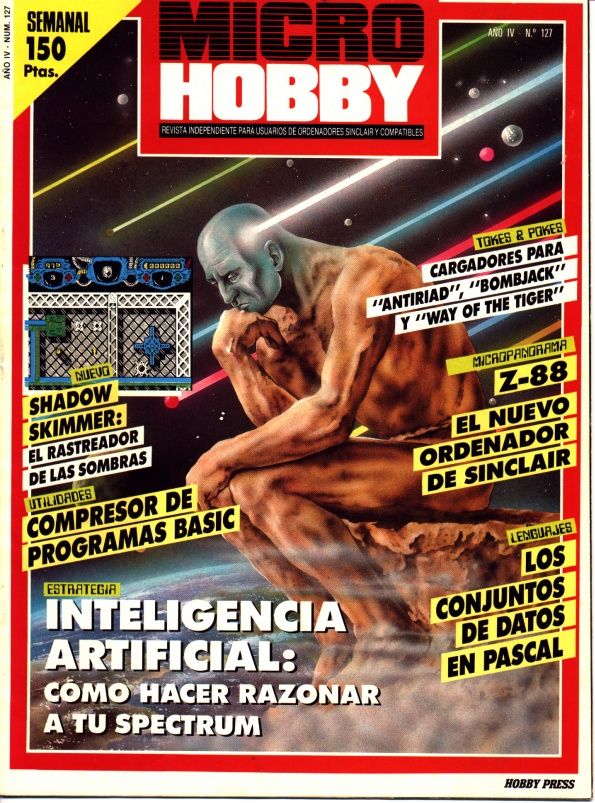 AÑO IV - NUM. 127
SEMANAL
150
Ptas.
MICRO
HOBBY
AÑO IV - N.º 127
REVISTA INDEPENDIENTE PARA USUARIOS DE ORDENADORES SINCLAIR Y COMPATIBLES
TOKES & POKES
CARGADORES PARA
"ANTIRIAD", "BOMBJACK"
Y "WAY OF THE TIGER"
MICROPANORAMA
Z-88
EL NUEVO
ORDENADOR
DE SINCLAIR
NUEVO
SHADOW
SKIMMER:
EL RASTREADOR
DE LAS SOMBRAS
UTILIDADES
COMPRESOR DE
PROGRAMAS BASIC
LENGUAJES
LOS
CONJUNTOS
DE DATOS
EN PASCAL
ESTRATEGIA
INTELIGENCIA
ARTIFICIAL:
COMO HACER RAZONAR
A TU SPECTRUM
HOBBY PRESS